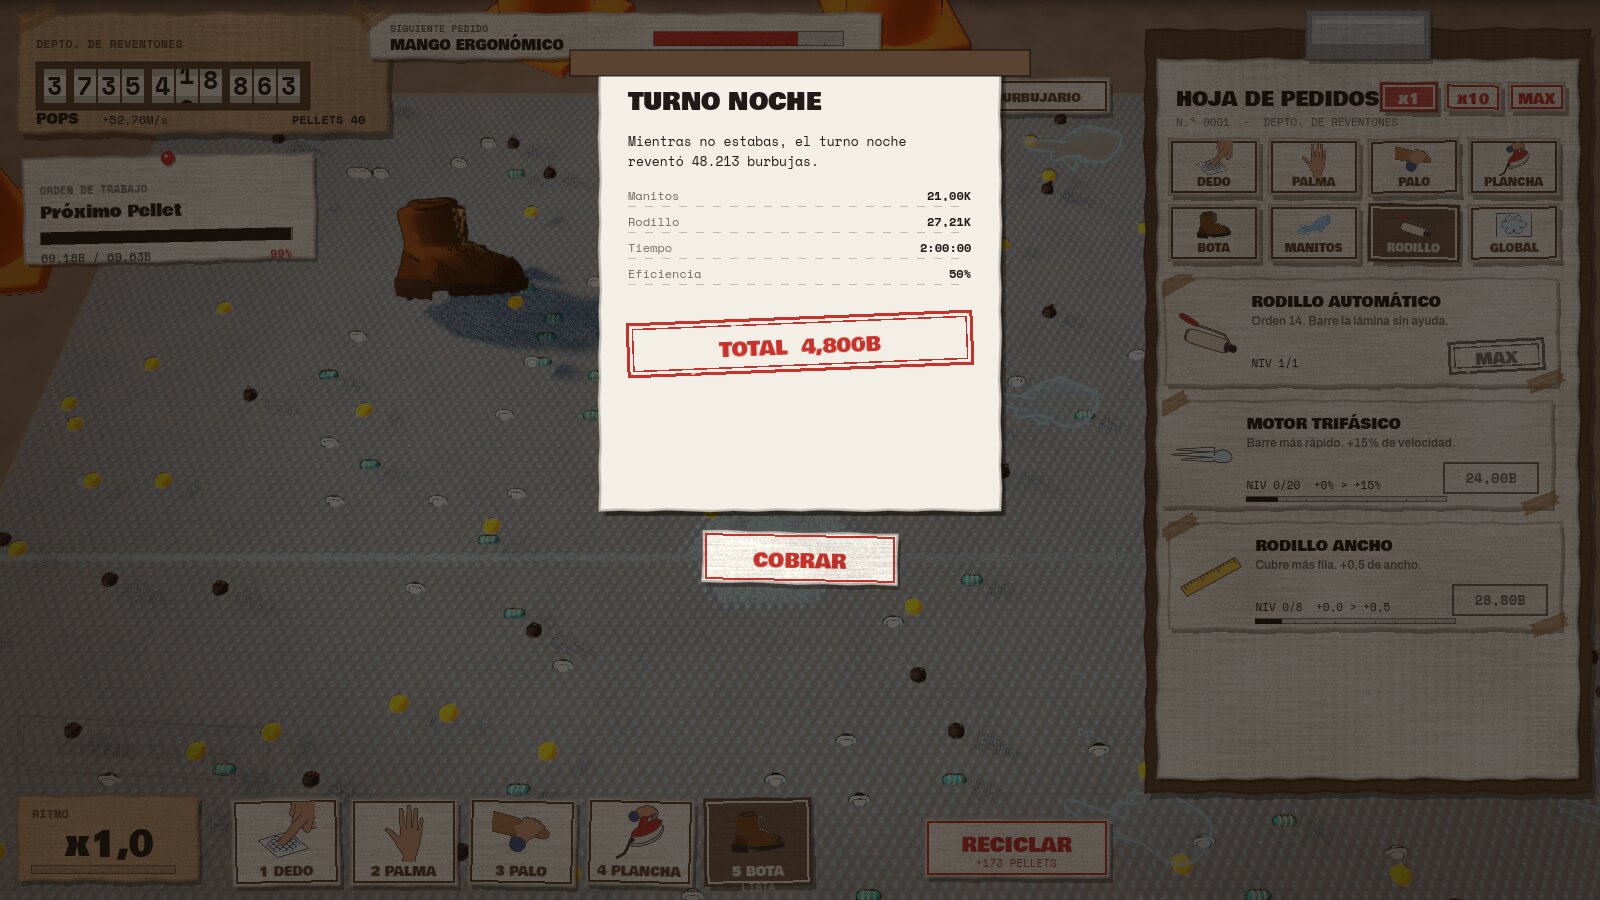 DEPTO. DE REVENTONES
3 735 418 863
POPS +52,76M/s PELLETS 40
SIGUIENTE PEDIDO
MANGO ERGONÓMICO
ORDEN DE TRABAJO
Próximo Pellet
69,18B / 69,63B 99%
URBUJARIO
TURNO NOCHE
Mientras no estabas, el turno noche
reventó 48.213 burbujas.
Manitos 21,00K
Rodillo 27,21K
Tiempo 2:00:00
Eficiencia 50%
TOTAL 4,800B
COBRAR
HOJA DE PEDIDOS x1 x10 MAX
N.° 0001 - DEPTO. DE REVENTONES
DEDO PALMA PALO PLANCHA
BOTA MANITOS RODILLO GLOBAL
RODILLO AUTOMÁTICO
Orden 14. Barre la lámina sin ayuda.
NIV 1/1 MAX
MOTOR TRIFÁSICO
Barre más rápido. +15% de velocidad.
NIV 0/20 +0% > +15% 24,00B
RODILLO ANCHO
Cubre más fila. +0,5 de ancho.
NIV 0/8 +0,0 > +0,5 28,80B
RITMO
x1,0
1 DEDO 2 PALMA 3 PALO 4 PLANCHA 5 BOTA
LISTA
RECICLAR
+173 PELLETS